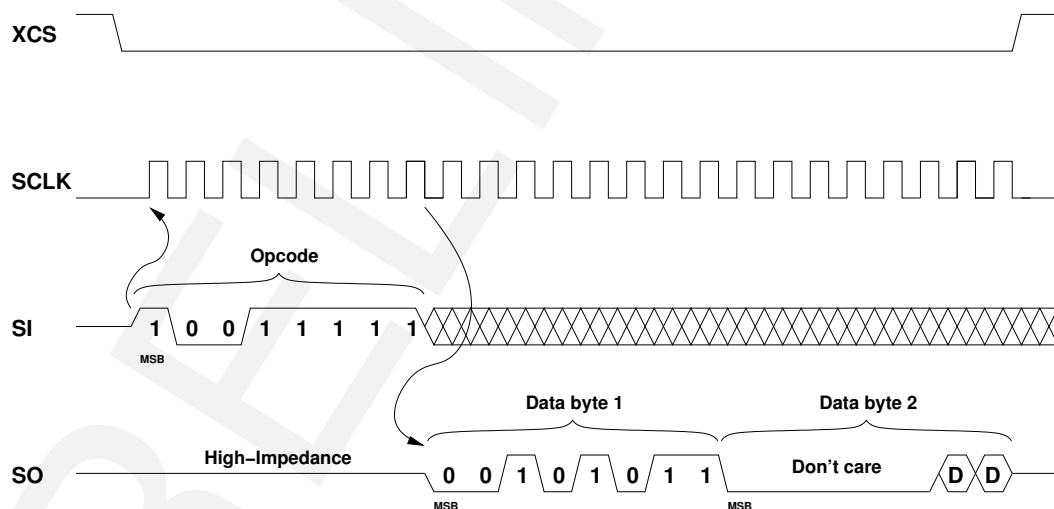 XCS
SCLK
Opcode
SI 1 0 0 1 1 1 1 1
MSB
Data byte 1 Data byte 2
High–Impedance
SO 0 0 1 0 1 0 1 1 Don't care D D
MSB MSB